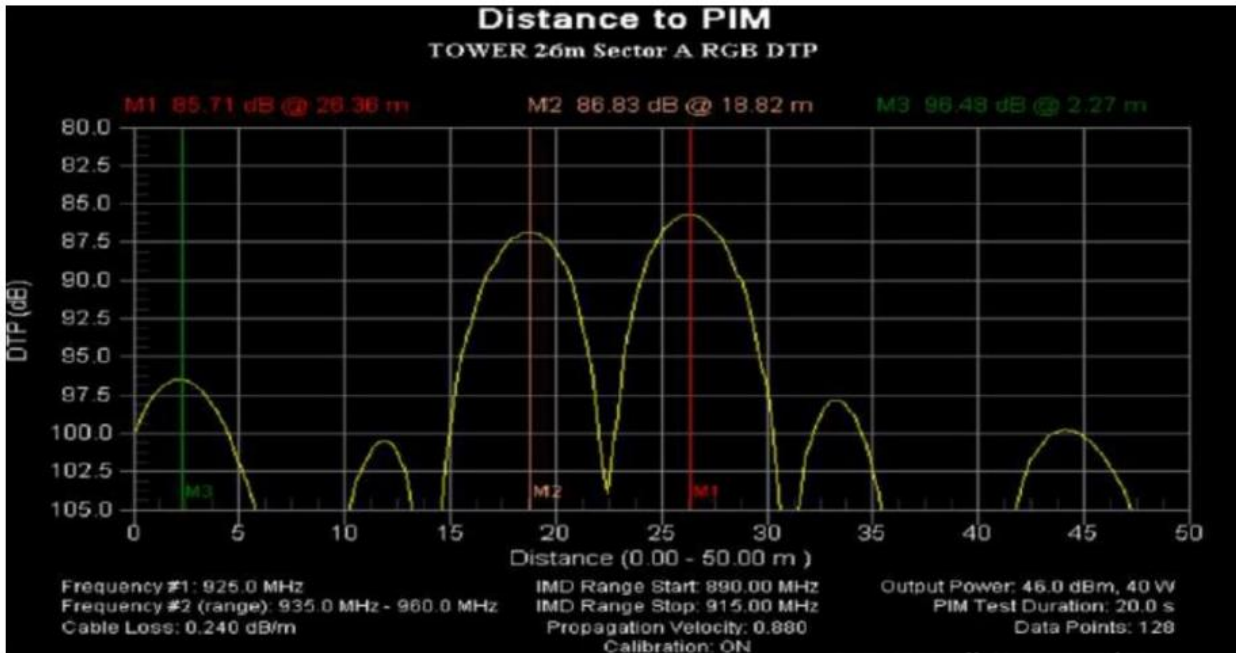 Distance to PIM
TOWER 26m Sector A RGB DTP
M1 85.71 dB @ 26.36 m M2 86.83 dB @ 18.82 m M3 96.48 dB @ 2.27 m
80.0
82.5
85.0
87.5
90.0
92.5
95.0
97.5
100.0
102.5
105.0
DTP (dB)
M3 M2 M1
0 5 10 15 20 25 30 35 40 45 50
Distance (0.00 - 50.00 m )
Frequency #1: 925.0 MHz IMD Range Start: 890.00 MHz Output Power: 46.0 dBm, 40 W
Frequency #2 (range): 935.0 MHz - 960.0 MHz IMD Range Stop: 915.00 MHz PIM Test Duration: 20.0 s
Cable Loss: 0.240 dB/m Propagation Velocity: 0.880 Data Points: 128
Calibration: ON